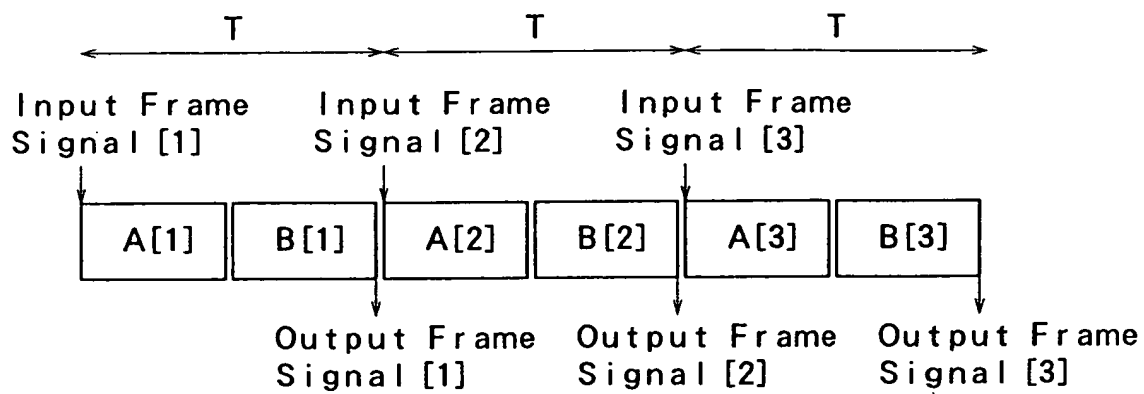 T T T
Input Frame Signal [1]
Input Frame Signal [2]
Input Frame Signal [3]
A[1] B[1] A[2] B[2] A[3] B[3]
Output Frame Signal [1]
Output Frame Signal [2]
Output Frame Signal [3]